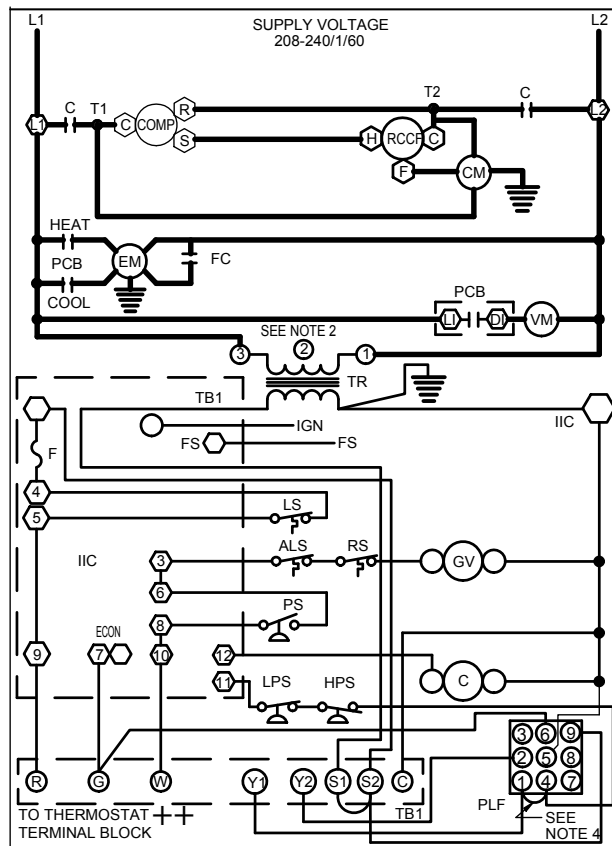 L1 L2
SUPPLY VOLTAGE
208-240/1/60
C T1 R T2 C
L1 C COMP L2
S H RCCF C
F CM
HEAT
PCB EM FC
COOL
PCB
LI DI VM
SEE NOTE 2
3 2 1
TR
TB1 IIC
IGN
FS FS
F
4 LS
5
IIC ALS RS
3 GV
6
PS
ECON 8
9 7 10 12
C
11 LPS HPS
3 6 9
2 5 8
1 4 7
R G W Y1 Y2 S1 S2 C
TB1
PLF
TO THERMOSTAT ++
TERMINAL BLOCK
SEE
NOTE 4